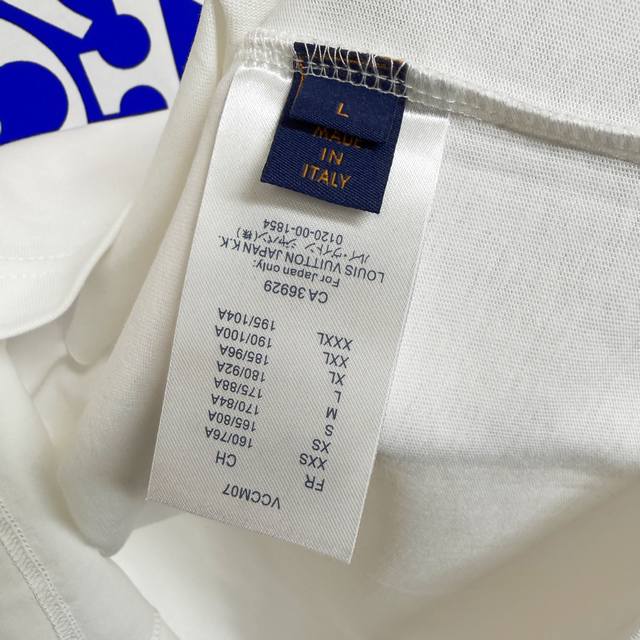 L
MADE
IN
ITALY
VCCM07
FR CH
XXS 160/76A
XS 165/80A
S 170/84A
M 175/88A
L 180/92A
XL 185/96A
XXL 190/100A
XXXL 195/104A
CA36929
For Japan only:
LOUIS VUITTON JAPAN K.K.
ルイ・ヴィトン ジャパン(株)
0120-00-1854